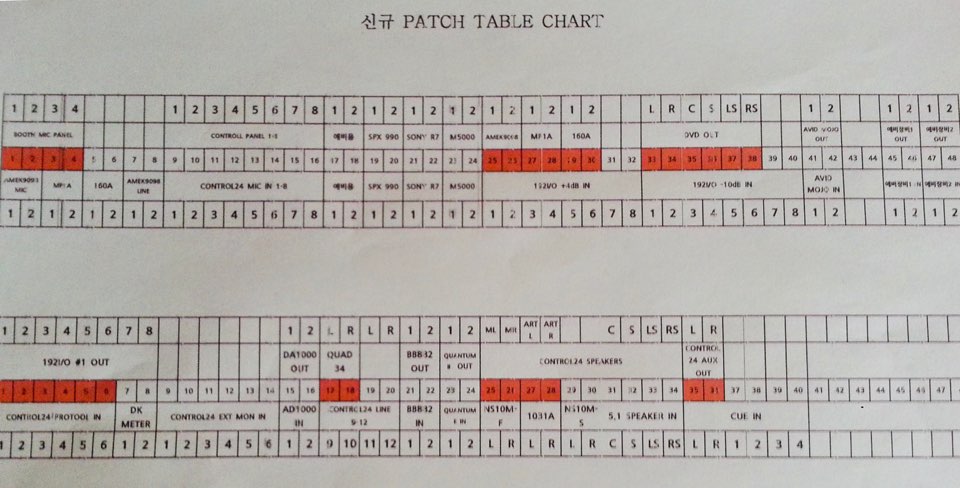 신규 PATCH TABLE CHART
1 2 3 4 1 2 3 4 5 6 7 8 1 2 1 2 1 2 1 2 1 2 1 2 1 2 L R C S LS RS 1 2 1 2 1 2
BOOTH MIC PANEL CONTROLL PANEL 1-8 예비용 SPX 990 SONY R7 M5000 160A DVD OUT AVID MOJO OUT 예비장비1 OUT 예비장비2 OUT
1 2 3 4 5 6 7 8 9 10 11 12 13 14 15 16 17 18 19 20 21 22 23 24 25 26 27 28 29 30 31 32 33 34 35 36 37 38 39 40 41 42 43 44 45 46 47 48
AMEK9098 MIC 160A AMEK9098 LINE CONTROL24 MIC IN 1-8 예비용 SPX 990 SONY R7 M5000 192I/O +4dB IN 192I/O -10dB IN AVID MOJO IN 예비장비1 IN 예비장비2 IN
1 2 1 2 1 2 1 2 1 2 3 4 5 6 7 8 1 2 1 2 1 2 1 2 1 2 3 4 5 6 7 8 1 2 3 4 5 6 7 8 1 2 1 2 1 2
1 2 3 4 5 6 7 8 1 2 L R L R 1 2 1 2 ML MR ART L ART R C S LS RS L R
192I/O #1 OUT DA1000 OUT QUAD 34 BBB32 OUT QUANTUM OUT CONTROL24 SPEAKERS CONTROL 24 AUX OUT
1 2 3 4 5 6 7 8 9 10 11 12 13 14 15 16 17 18 19 20 21 22 23 24 25 26 27 28 29 30 31 32 33 34 35 36 37 38 39 40 41 42 43 44 45 46 47
CONTROL24/PROTOOL IN DK METER CONTROL24 EXT MON IN AD1000 IN CONTROL24 LINE 9-12 BBB32 IN QUANTUM IN NS10M-F 1031A NS10M-S 5.1 SPEAKER IN CUE IN
1 2 3 4 5 6 1 2 1 2 3 4 5 6 1 2 9 10 11 12 1 2 1 2 L R L R L R C S LS RS L R 1 2 3 4